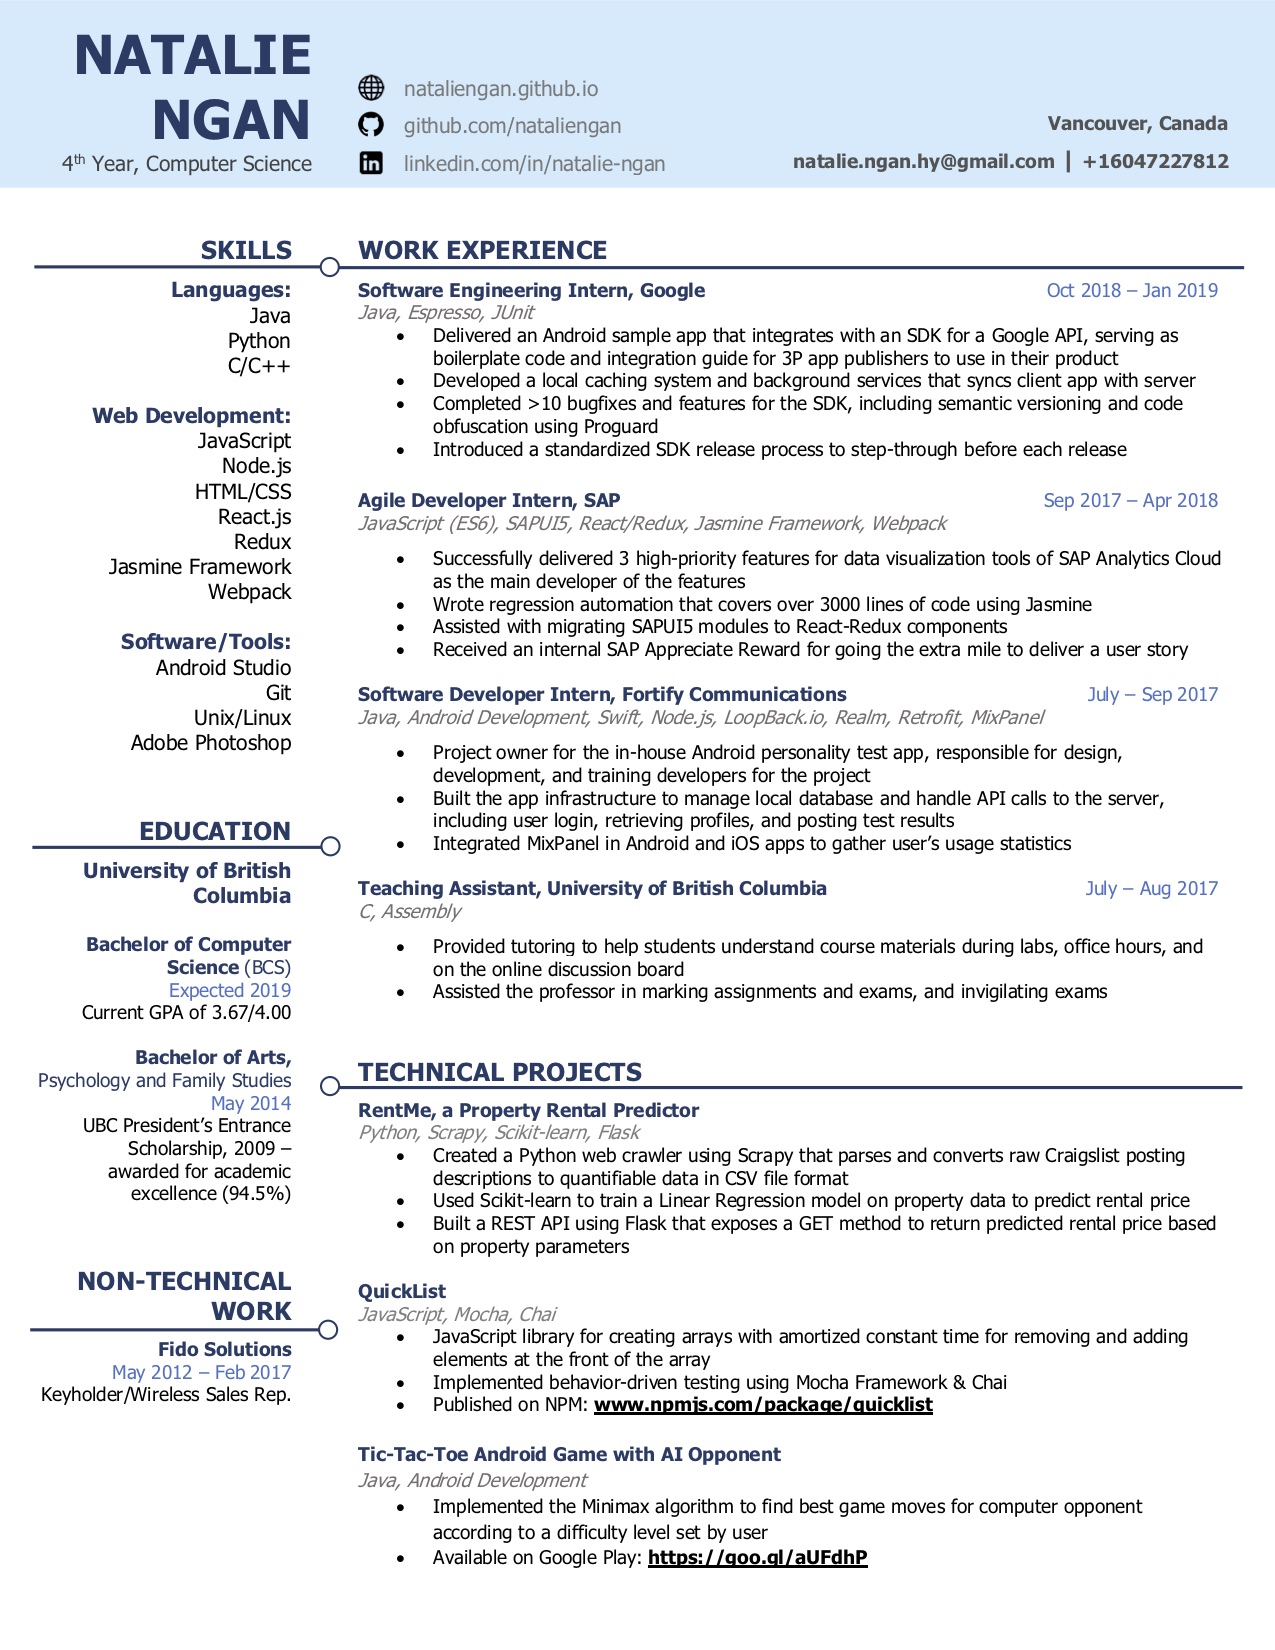 NATALIE
NGAN
4th Year, Computer Science
nataliengan.github.io
github.com/nataliengan
linkedin.com/in/natalie-ngan
Vancouver, Canada
natalie.ngan.hy@gmail.com | +16047227812
SKILLS
Languages:
Java
Python
C/C++
Web Development:
JavaScript
Node.js
HTML/CSS
React.js
Redux
Jasmine Framework
Webpack
Software/Tools:
Android Studio
Git
Unix/Linux
Adobe Photoshop
EDUCATION
University of British
Columbia
Bachelor of Computer
Science (BCS)
Expected 2019
Current GPA of 3.67/4.00
Bachelor of Arts,
Psychology and Family Studies
May 2014
UBC President's Entrance
Scholarship, 2009 –
awarded for academic
excellence (94.5%)
NON-TECHNICAL
WORK
Fido Solutions
May 2012 – Feb 2017
Keyholder/Wireless Sales Rep.
WORK EXPERIENCE
Software Engineering Intern, Google Oct 2018 – Jan 2019
Java, Espresso, JUnit
• Delivered an Android sample app that integrates with an SDK for a Google API, serving as
boilerplate code and integration guide for 3P app publishers to use in their product
• Developed a local caching system and background services that syncs client app with server
• Completed >10 bugfixes and features for the SDK, including semantic versioning and code
obfuscation using Proguard
• Introduced a standardized SDK release process to step-through before each release
Agile Developer Intern, SAP Sep 2017 – Apr 2018
JavaScript (ES6), SAPUI5, React/Redux, Jasmine Framework, Webpack
• Successfully delivered 3 high-priority features for data visualization tools of SAP Analytics Cloud
as the main developer of the features
• Wrote regression automation that covers over 3000 lines of code using Jasmine
• Assisted with migrating SAPUI5 modules to React-Redux components
• Received an internal SAP Appreciate Reward for going the extra mile to deliver a user story
Software Developer Intern, Fortify Communications July – Sep 2017
Java, Android Development, Swift, Node.js, LoopBack.io, Realm, Retrofit, MixPanel
• Project owner for the in-house Android personality test app, responsible for design,
development, and training developers for the project
• Built the app infrastructure to manage local database and handle API calls to the server,
including user login, retrieving profiles, and posting test results
• Integrated MixPanel in Android and iOS apps to gather user's usage statistics
Teaching Assistant, University of British Columbia July – Aug 2017
C, Assembly
• Provided tutoring to help students understand course materials during labs, office hours, and
on the online discussion board
• Assisted the professor in marking assignments and exams, and invigilating exams
TECHNICAL PROJECTS
RentMe, a Property Rental Predictor
Python, Scrapy, Scikit-learn, Flask
• Created a Python web crawler using Scrapy that parses and converts raw Craigslist posting
descriptions to quantifiable data in CSV file format
• Used Scikit-learn to train a Linear Regression model on property data to predict rental price
• Built a REST API using Flask that exposes a GET method to return predicted rental price based
on property parameters
QuickList
JavaScript, Mocha, Chai
• JavaScript library for creating arrays with amortized constant time for removing and adding
elements at the front of the array
• Implemented behavior-driven testing using Mocha Framework & Chai
• Published on NPM: www.npmjs.com/package/quicklist
Tic-Tac-Toe Android Game with AI Opponent
Java, Android Development
• Implemented the Minimax algorithm to find best game moves for computer opponent
according to a difficulty level set by user
• Available on Google Play: https://goo.gl/aUFdhP